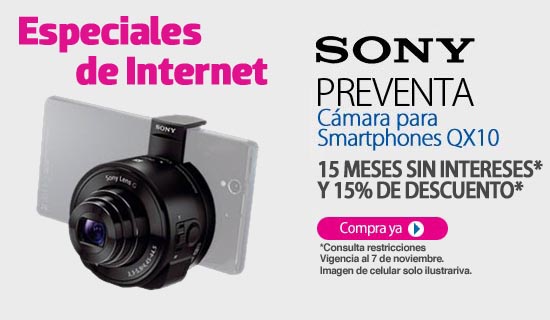 Especiales
de Internet
SONY
PREVENTA
Cámara para
Smartphones QX10
15 MESES SIN INTERESES*
Y 15% DE DESCUENTO*
Compra ya
*Consulta restricciones
Vigencia al 7 de noviembre.
Imagen de celular solo ilustrariva.
SONY
Sony Lens G